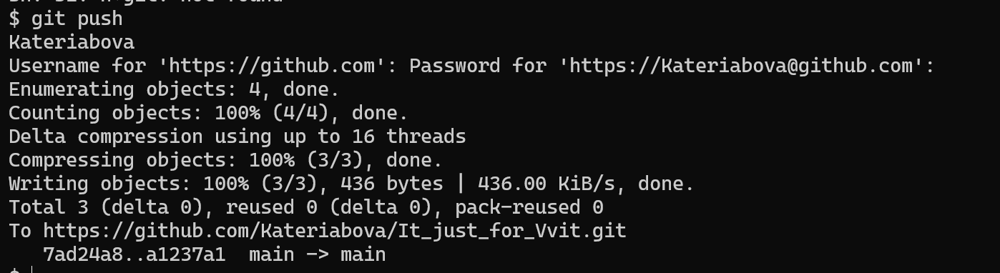 $ git push
Kateriabova
Username for 'https://github.com': Password for 'https://Kateriabova@github.com':
Enumerating objects: 4, done.
Counting objects: 100% (4/4), done.
Delta compression using up to 16 threads
Compressing objects: 100% (3/3), done.
Writing objects: 100% (3/3), 436 bytes | 436.00 KiB/s, done.
Total 3 (delta 0), reused 0 (delta 0), pack-reused 0
To https://github.com/Kateriabova/It_just_for_Vvit.git
   7ad24a8..a1237a1  main -> main
$